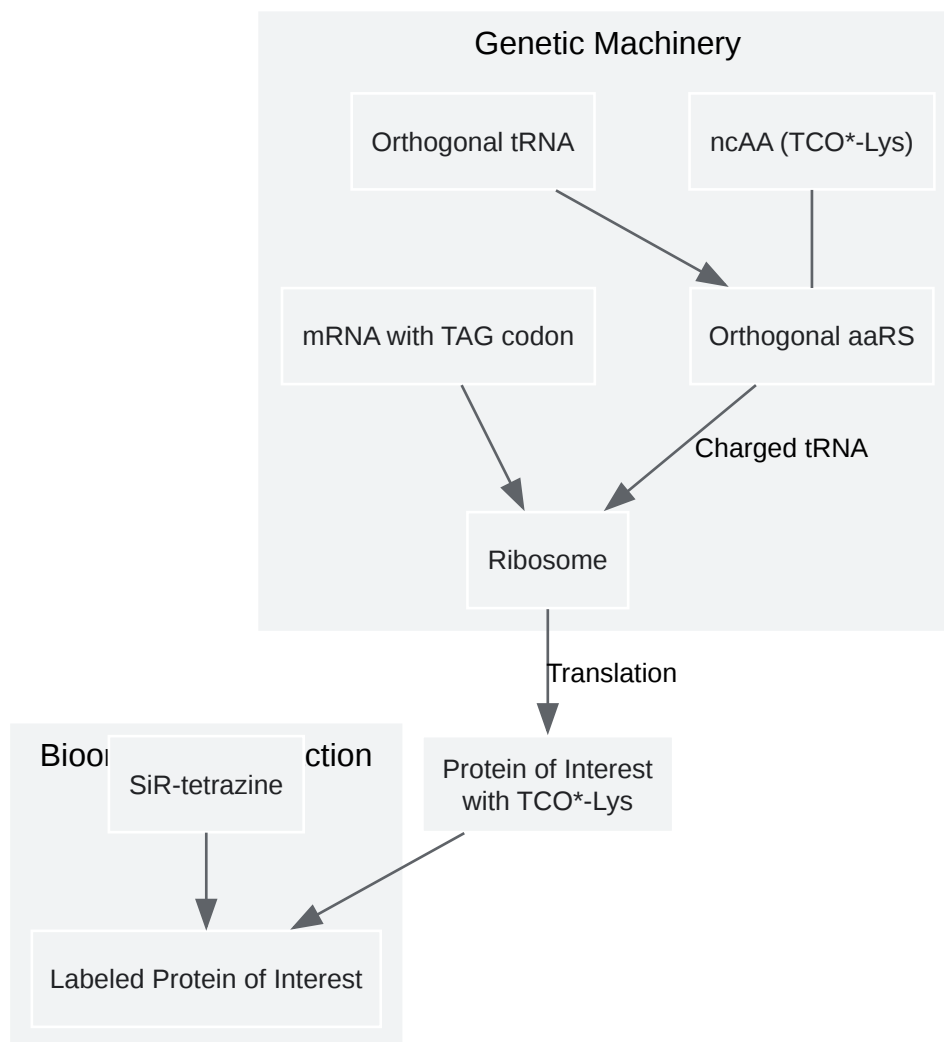 Genetic Machinery
Orthogonal tRNA
ncAA (TCO*-Lys)
mRNA with TAG codon
Orthogonal aaRS
Charged tRNA
Ribosome
Translation
SiR-tetrazine
Protein of Interest
with TCO*-Lys
Labeled Protein of Interest